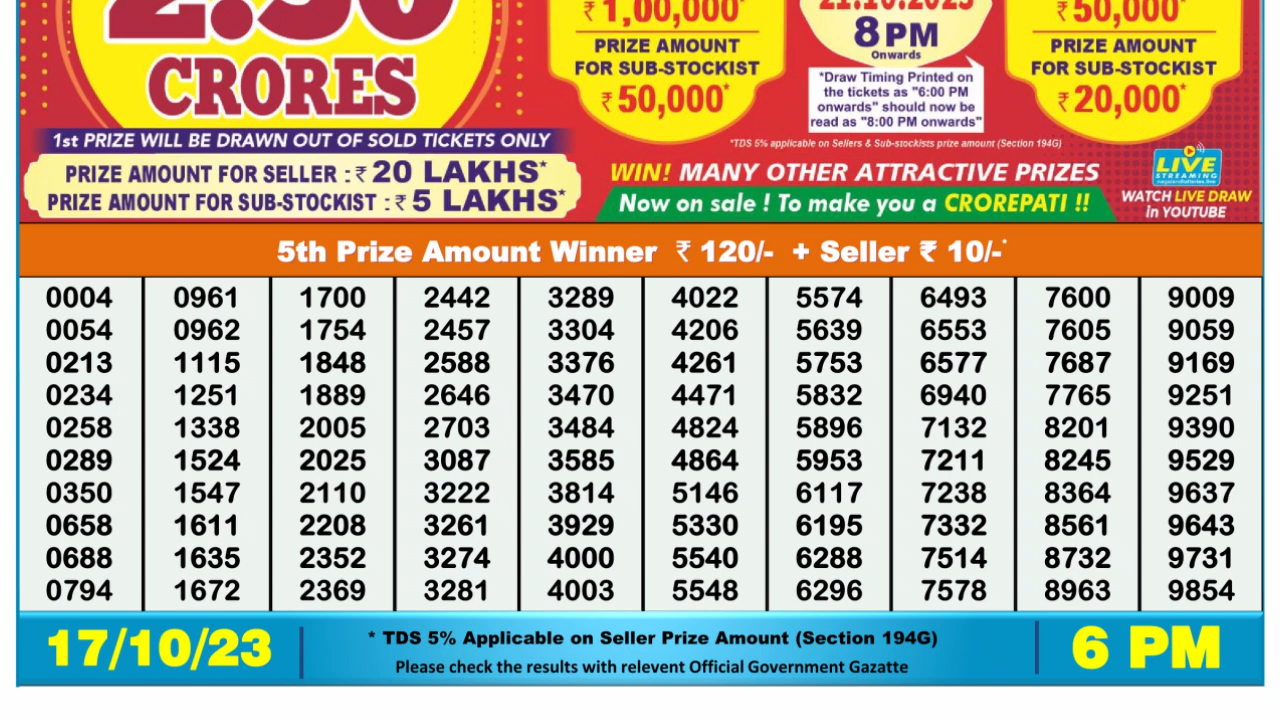 2.50
CRORES
1st PRIZE WILL BE DRAWN OUT OF SOLD TICKETS ONLY
PRIZE AMOUNT FOR SELLER : ₹ 20 LAKHS*
PRIZE AMOUNT FOR SUB-STOCKIST : ₹ 5 LAKHS*
₹ 1,00,000*
PRIZE AMOUNT
FOR SUB-STOCKIST
₹ 50,000*
21.10.2023
8 PM
Onwards
*Draw Timing Printed on
the tickets as "6:00 PM
onwards" should now be
read as "8:00 PM onwards"
₹ 50,000*
PRIZE AMOUNT
FOR SUB-STOCKIST
₹ 20,000*
*TDS 5% applicable on Sellers & Sub-stockists prize amount (Section 194G)
WIN! MANY OTHER ATTRACTIVE PRIZES
Now on sale ! To make you a CROREPATI !!
LIVE
STREAMING
WATCH LIVE DRAW
in YOUTUBE
5th Prize Amount Winner ₹ 120/- + Seller ₹ 10/-*
0004 0961 1700 2442 3289 4022 5574 6493 7600 9009
0054 0962 1754 2457 3304 4206 5639 6553 7605 9059
0213 1115 1848 2588 3376 4261 5753 6577 7687 9169
0234 1251 1889 2646 3470 4471 5832 6940 7765 9251
0258 1338 2005 2703 3484 4824 5896 7132 8201 9390
0289 1524 2025 3087 3585 4864 5953 7211 8245 9529
0350 1547 2110 3222 3814 5146 6117 7238 8364 9637
0658 1611 2208 3261 3929 5330 6195 7332 8561 9643
0688 1635 2352 3274 4000 5540 6288 7514 8732 9731
0794 1672 2369 3281 4003 5548 6296 7578 8963 9854
17/10/23
* TDS 5% Applicable on Seller Prize Amount (Section 194G)
Please check the results with relevent Official Government Gazatte
6 PM